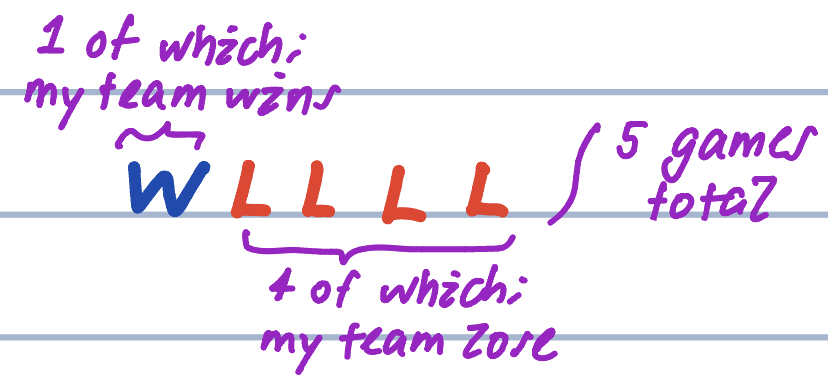 1 of which:
my team wins
W L L L L
5 games
total
4 of which:
my team lose